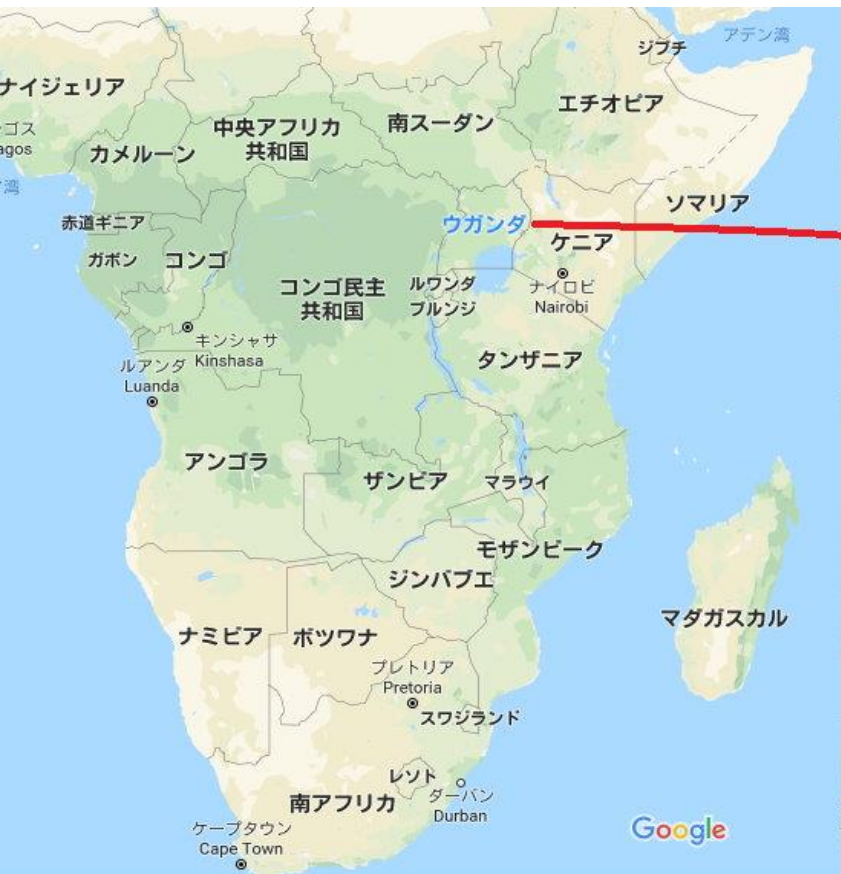 アデン湾
ジブチ
ナイジェリア
エチオピア
南スーダン
中央アフリカ
共和国
ゴス
agos
カメルーン
湾
ソマリア
赤道ギニア
ウガンダ
ケニア
ガボン
コンゴ
コンゴ民主
共和国
ルワンダ
ブルンジ
ナイロビ
Nairobi
キンシャサ
Kinshasa
ルアンダ
Luanda
タンザニア
アンゴラ
ザンビア
マラウイ
モザンビーク
ジンバブエ
マダガスカル
ナミビア
ボツワナ
プレトリア
Pretoria
スワジランド
レソト
ダーバン
Durban
南アフリカ
ケープタウン
Cape Town
Google